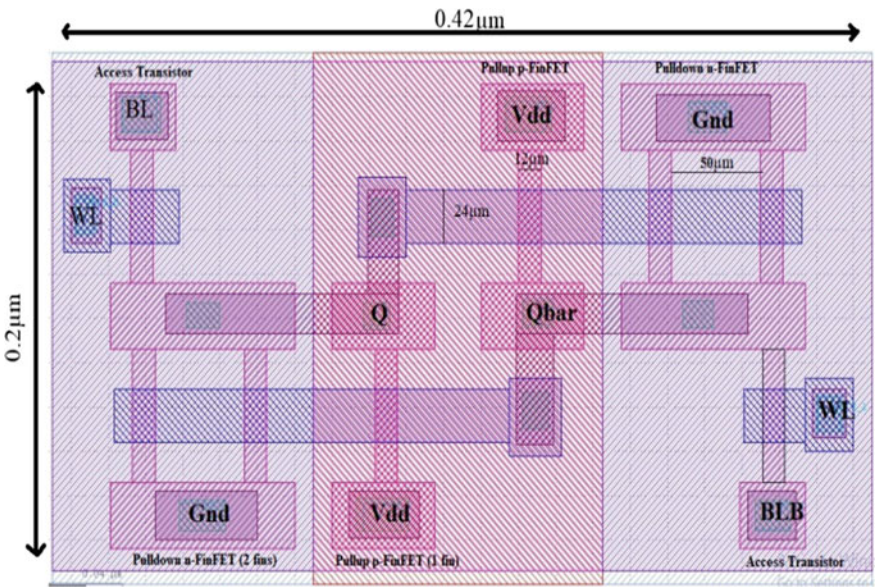 0.42µm
Access Transistor
Pullup p-FinFET
Pulldown n-FinFET
BL
Vdd
Gnd
12µm
50µm
WL
24µm
0.2µm
Q
Qbar
WL
Gnd
Vdd
BLB
Pulldown n-FinFET (2 fins)
Pullup p-FinFET (1 fin)
Access Transistor